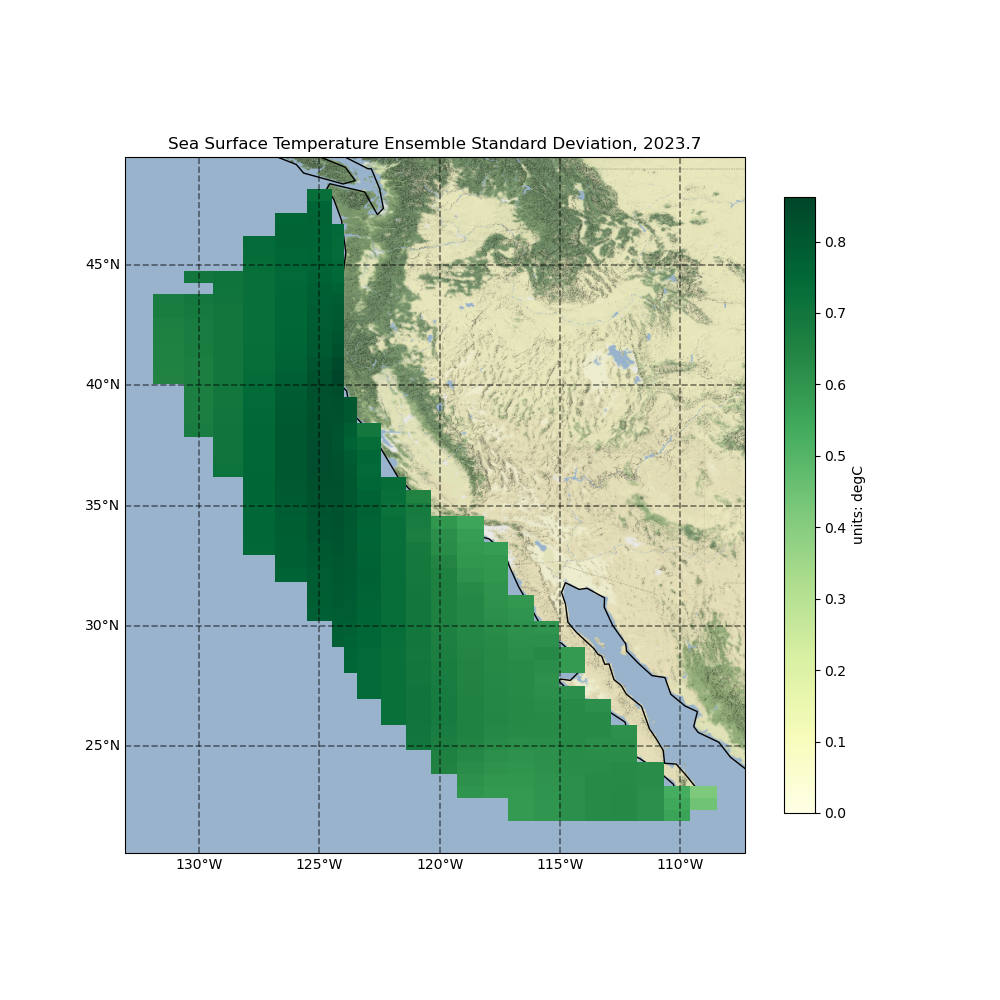 Sea Surface Temperature Ensemble Standard Deviation, 2023.7
45°N
40°N
35°N
30°N
25°N
130°W
125°W
120°W
115°W
110°W
0.8
0.7
0.6
0.5
0.4
0.3
0.2
0.1
0.0
units: degC